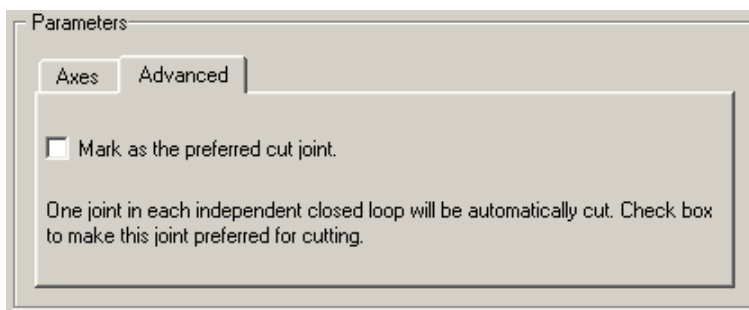 Parameters
Axes Advanced
Mark as the preferred cut joint.
One joint in each independent closed loop will be automatically cut. Check box
to make this joint preferred for cutting.